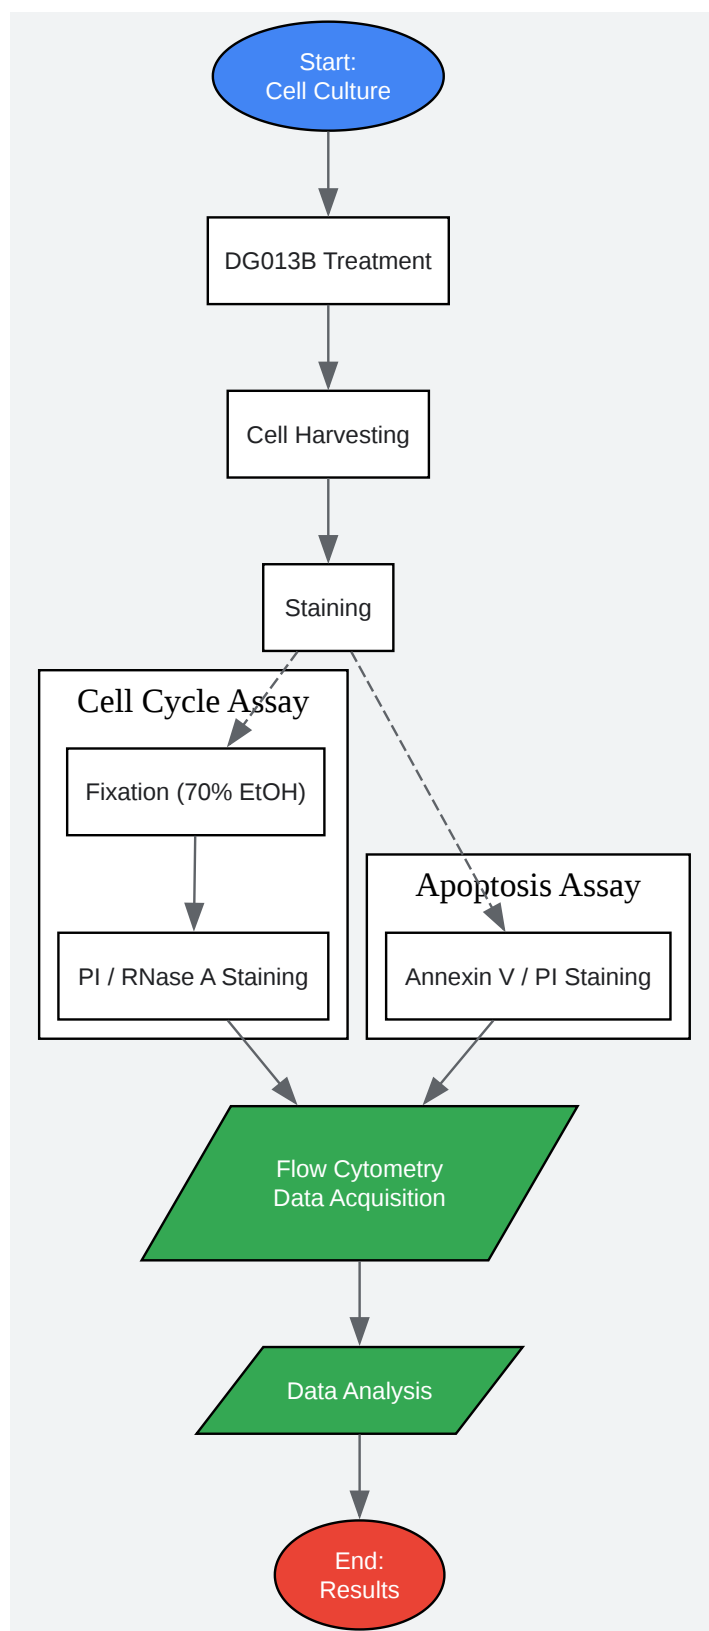 Start:
Cell Culture
DG013B Treatment
Cell Harvesting
Staining
Cell Cycle Assay
Fixation (70% EtOH)
PI / RNase A Staining
Apoptosis Assay
Annexin V / PI Staining
Flow Cytometry
Data Acquisition
Data Analysis
End:
Results